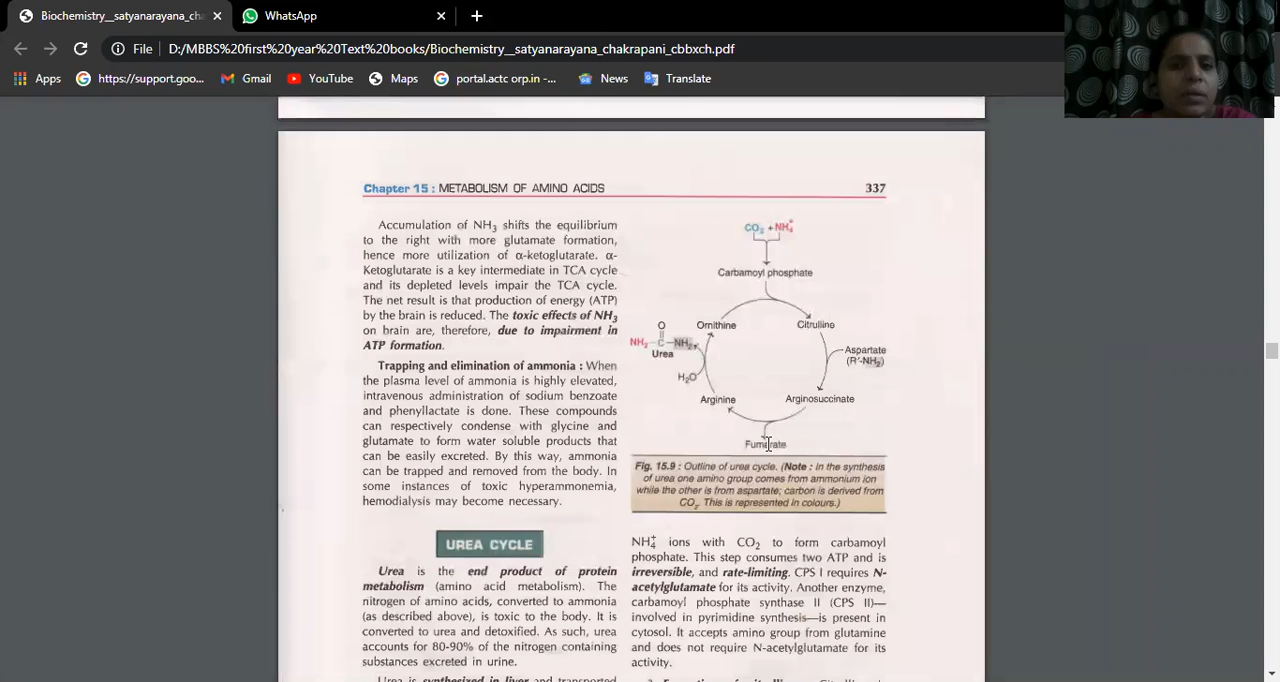 Biochemistry__satyanarayana_cha
WhatsApp
File
D:/MBBS%20first%20year%20Text%20books/Biochemistry__satyanarayana_chakrapani_cbbxch.pdf
Apps
https://support.goo...
Gmail
YouTube
Maps
portal.actc orp.in -...
News
Translate
Chapter 15 : METABOLISM OF AMINO ACIDS
337
Accumulation of NH3 shifts the equilibrium
to the right with more glutamate formation,
hence more utilization of α-ketoglutarate. α-
Ketoglutarate is a key intermediate in TCA cycle
and its depleted levels impair the TCA cycle.
The net result is that production of energy (ATP)
by the brain is reduced. The toxic effects of NH3
on brain are, therefore, due to impairment in
ATP formation.
Trapping and elimination of ammonia : When
the plasma level of ammonia is highly elevated,
intravenous administration of sodium benzoate
and phenyllactate is done. These compounds
can respectively condense with glycine and
glutamate to form water soluble products that
can be easily excreted. By this way, ammonia
can be trapped and removed from the body. In
some instances of toxic hyperammonemia,
hemodialysis may become necessary.
UREA CYCLE
Urea is the end product of protein
metabolism (amino acid metabolism). The
nitrogen of amino acids, converted to ammonia
(as described above), is toxic to the body. It is
converted to urea and detoxified. As such, urea
accounts for 80-90% of the nitrogen containing
substances excreted in urine.
Urea is synthesized in liver and transported
CO2 + NH4+
Carbamoyl phosphate
Ornithine
Citrulline
O
NH2-C-NH2
Urea
Aspartate
(R'-NH2)
H2O
Arginine
Arginosuccinate
Fumarate
Fig. 15.9 : Outline of urea cycle. (Note : In the synthesis
of urea one amino group comes from ammonium ion
while the other is from aspartate; carbon is derived from
CO2. This is represented in colours.)
NH4+ ions with CO2 to form carbamoyl
phosphate. This step consumes two ATP and is
irreversible, and rate-limiting. CPS I requires N-
acetylglutamate for its activity. Another enzyme,
carbamoyl phosphate synthase II (CPS II)—
involved in pyrimidine synthesis—is present in
cytosol. It accepts amino group from glutamine
and does not require N-acetylglutamate for its
activity.